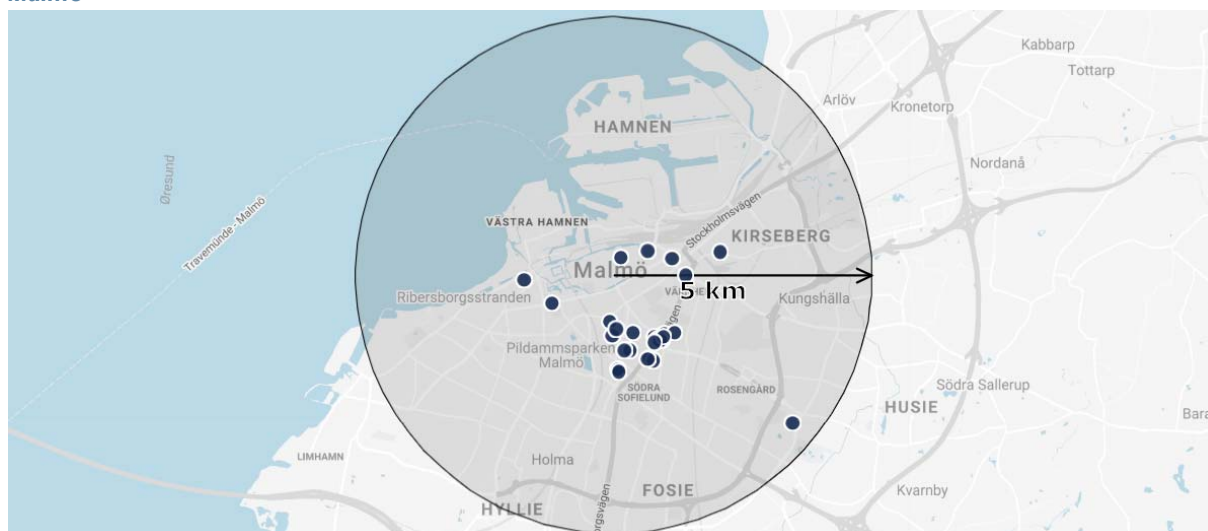 Kabbarp
Tottarp
Arlöv
Kronetorp
HAMNEN
Nordanå
Øresund
Travemünde - Malmö
VÄSTRA HAMNEN
Stockholmsvägen
KIRSEBERG
Malmö
5 km
Ribersborgsstranden
Kungshälla
Pildammsparken
Malmö
SÖDRA
SOFIELUND
ROSENGÅRD
Södra Sallerup
HUSIE
Bara
LIMHAMN
Holma
FOSIE
Kvarnby
HYLLIE